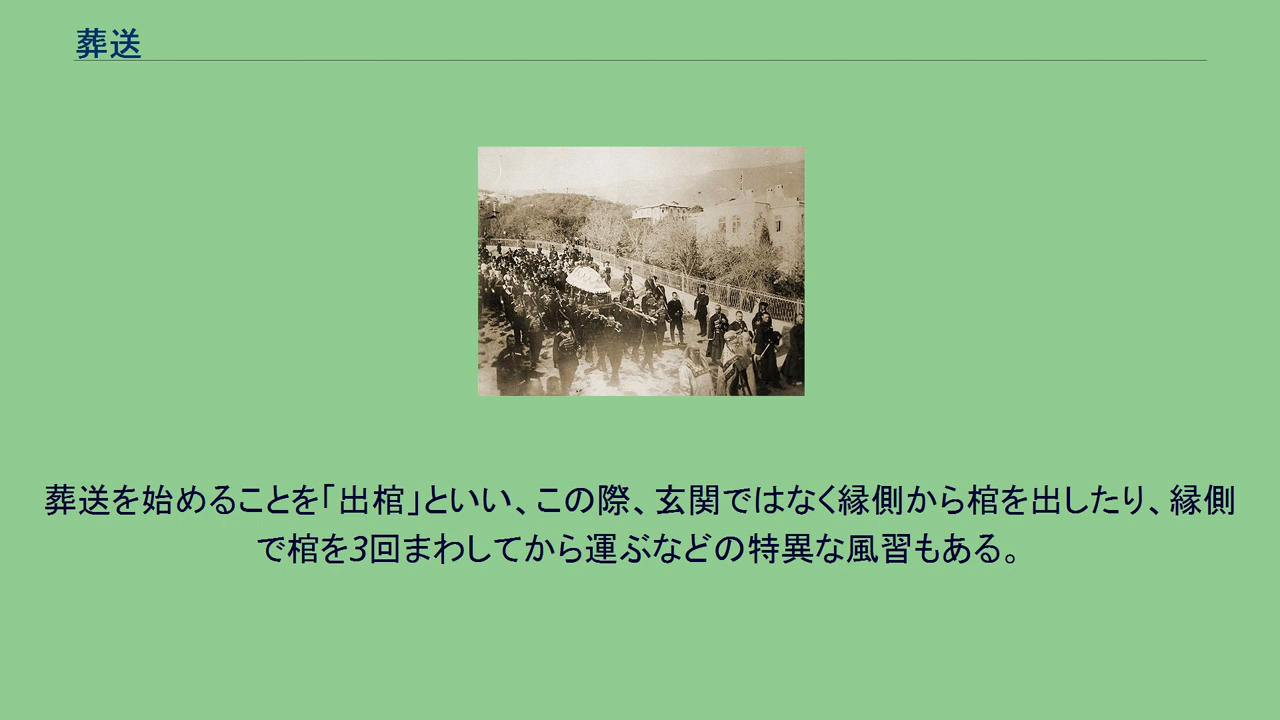 葬送
葬送を始めることを「出棺」といい、この際、玄関ではなく縁側から棺を出したり、縁側
で棺を3回まわしてから運ぶなどの特異な風習もある。